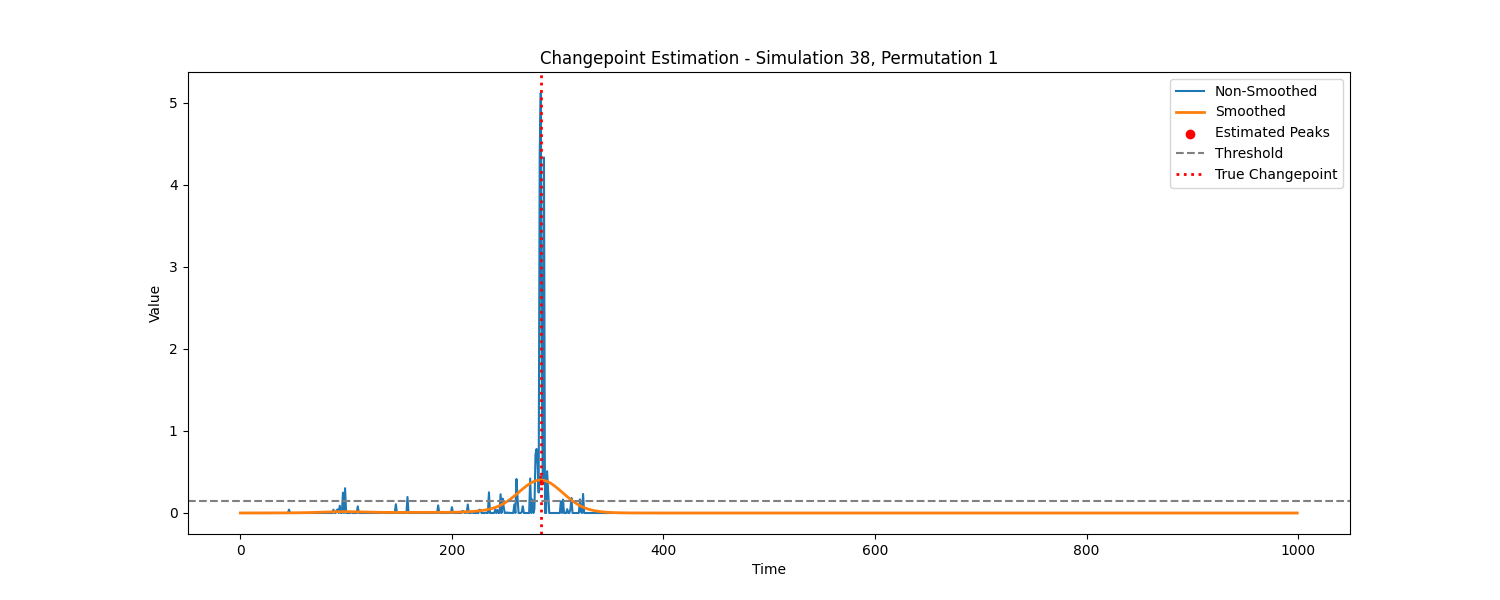 Changepoint Estimation - Simulation 38, Permutation 1
Non-Smoothed
Smoothed
Estimated Peaks
Threshold
True Changepoint
5
4
3
2
1
0
Value
0 200 400 600 800 1000
Time